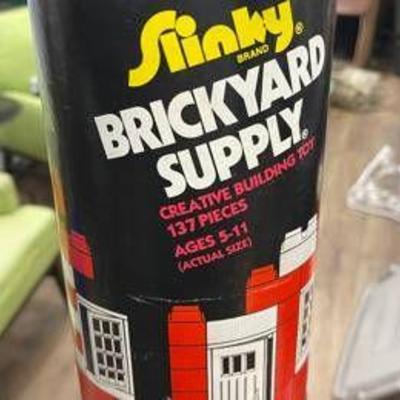 Slinky®
BRAND
BRICKYARD
SUPPLY®
CREATIVE BUILDING TOY
137 PIECES
AGES 5-11
(ACTUAL SIZE)